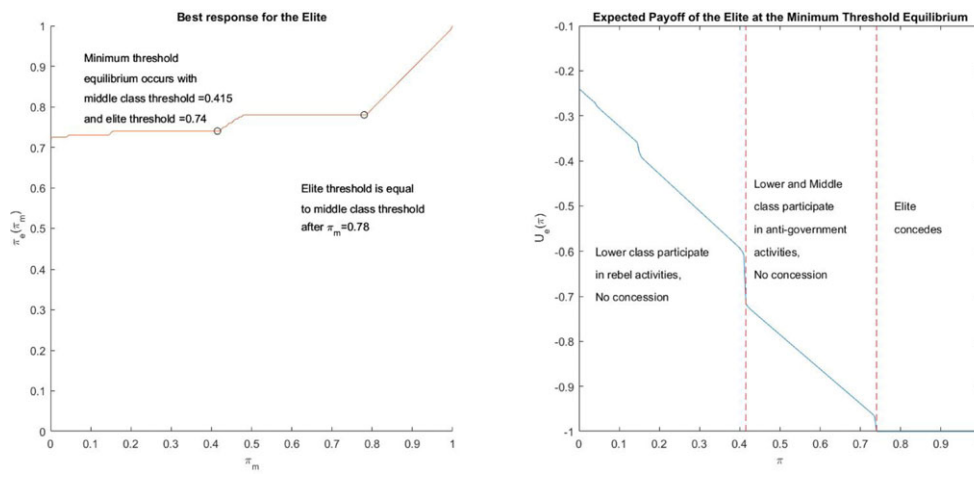 Best response for the Elite
1
0.9
0.8
0.7
0.6
0.5
0.4
0.3
0.2
0.1
0
π_e(π_m)
Minimum threshold
equilibrium occurs with
middle class threshold =0.415
and elite threshold =0.74
Elite threshold is equal
to middle class threshold
after π_m=0.78
0 0.1 0.2 0.3 0.4 0.5 0.6 0.7 0.8 0.9 1
π_m
Expected Payoff of the Elite at the Minimum Threshold Equilibrium
-0.1
-0.2
-0.3
-0.4
-0.5
-0.6
-0.7
-0.8
-0.9
-1
U_e(π)
Lower class participate
in rebel activities,
No concession
Lower and Middle
class participate
in anti-government
activities,
No concession
Elite
concedes
0 0.1 0.2 0.3 0.4 0.5 0.6 0.7 0.8 0.9
π